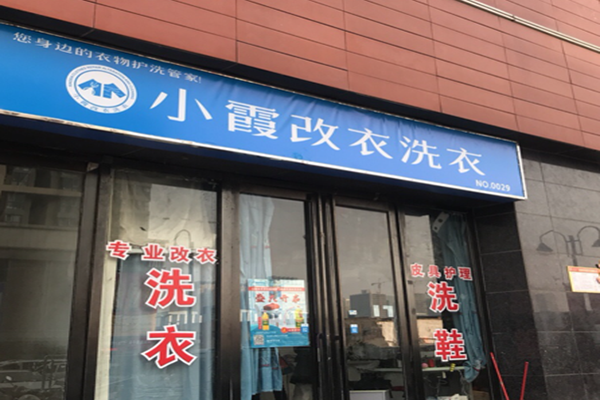 您身边的衣物护洗管家!
小霞改衣洗衣
NO.0029
专业改衣
洗衣
皮具护理
洗鞋